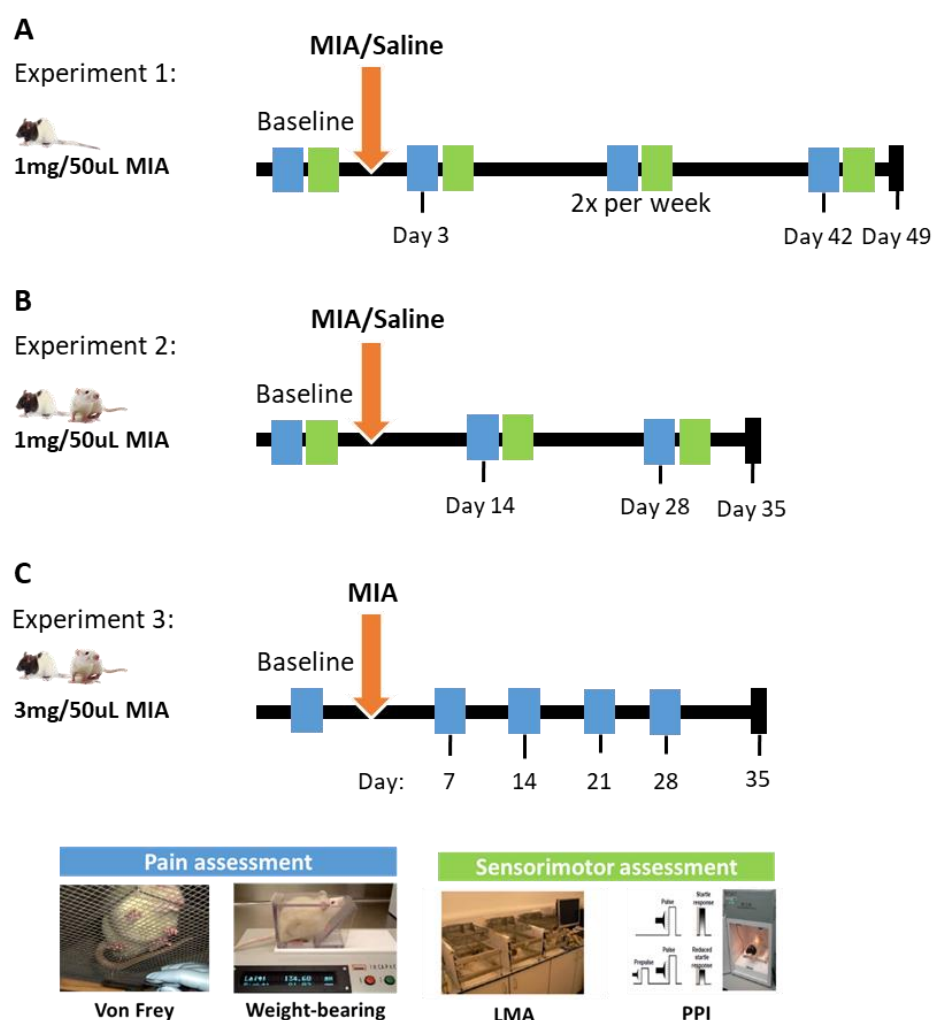 A
Experiment 1:
1mg/50uL MIA
MIA/Saline
Baseline
2x per week
Day 3
Day 42
Day 49
B
Experiment 2:
1mg/50uL MIA
MIA/Saline
Baseline
Day 14
Day 28
Day 35
C
Experiment 3:
3mg/50uL MIA
MIA
Baseline
Day:
7
14
21
28
35
Pain assessment
Sensorimotor assessment
Pulse
Startle
response
Prepulse
Pulse
Reduced
startle
response
Von Frey
Weight-bearing
LMA
PPI